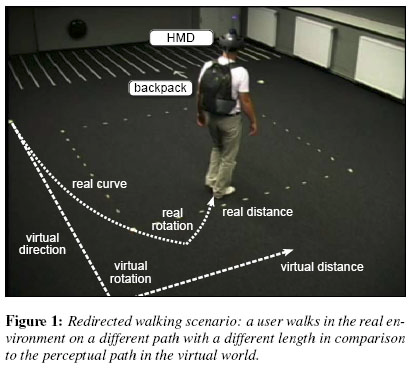 HMD
backpack
real curve
real
rotation
real distance
virtual
direction
virtual
rotation
virtual distance
Figure 1: Redirected walking scenario: a user walks in the real en-
vironment on a different path with a different length in comparison
to the perceptual path in the virtual world.